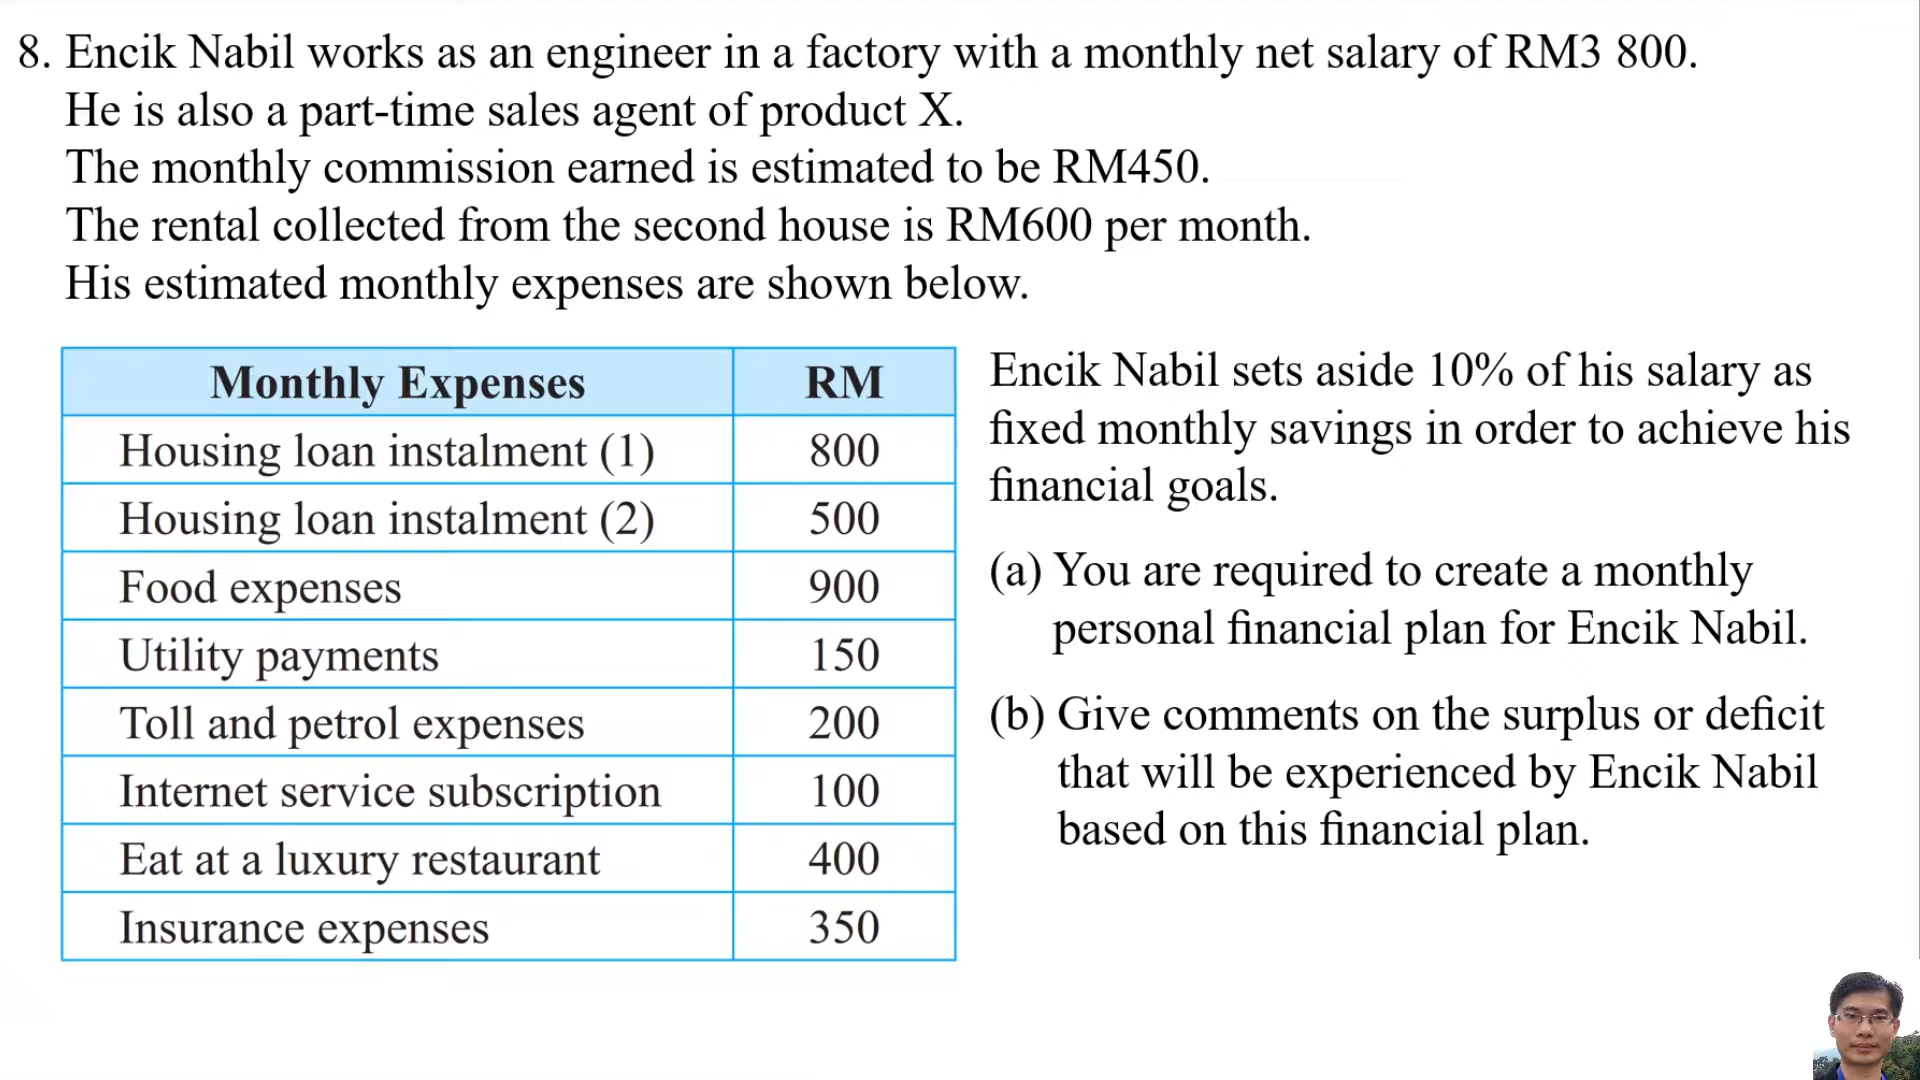 8. Encik Nabil works as an engineer in a factory with a monthly net salary of RM3 800.
He is also a part-time sales agent of product X.
The monthly commission earned is estimated to be RM450.
The rental collected from the second house is RM600 per month.
His estimated monthly expenses are shown below.
Monthly Expenses RM
Housing loan instalment (1) 800
Housing loan instalment (2) 500
Food expenses 900
Utility payments 150
Toll and petrol expenses 200
Internet service subscription 100
Eat at a luxury restaurant 400
Insurance expenses 350
Encik Nabil sets aside 10% of his salary as
fixed monthly savings in order to achieve his
financial goals.
(a) You are required to create a monthly
personal financial plan for Encik Nabil.
(b) Give comments on the surplus or deficit
that will be experienced by Encik Nabil
based on this financial plan.